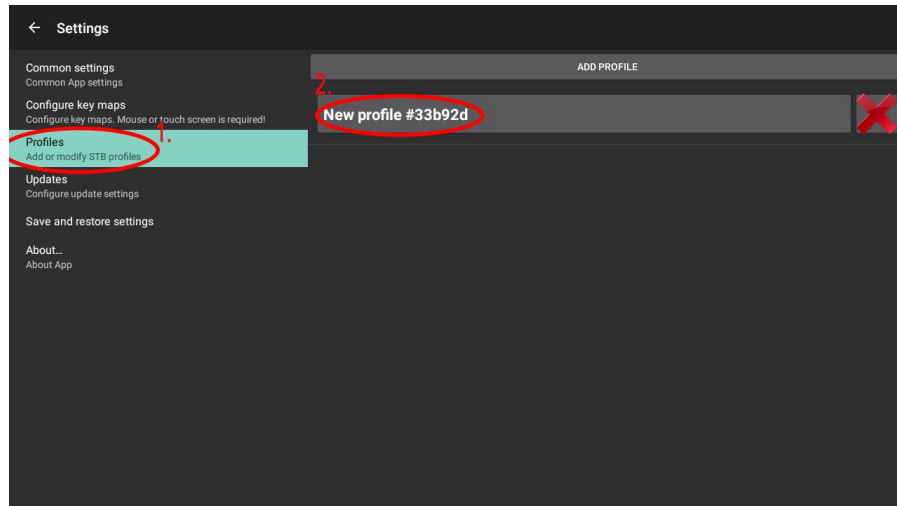 Settings
Common settings
Common App settings
Configure key maps
Configure key maps. Mouse or touch screen is required!
1.
Profiles
Add or modify STB profiles
Updates
Configure update settings
Save and restore settings
About...
About App
ADD PROFILE
2.
New profile #33b92d